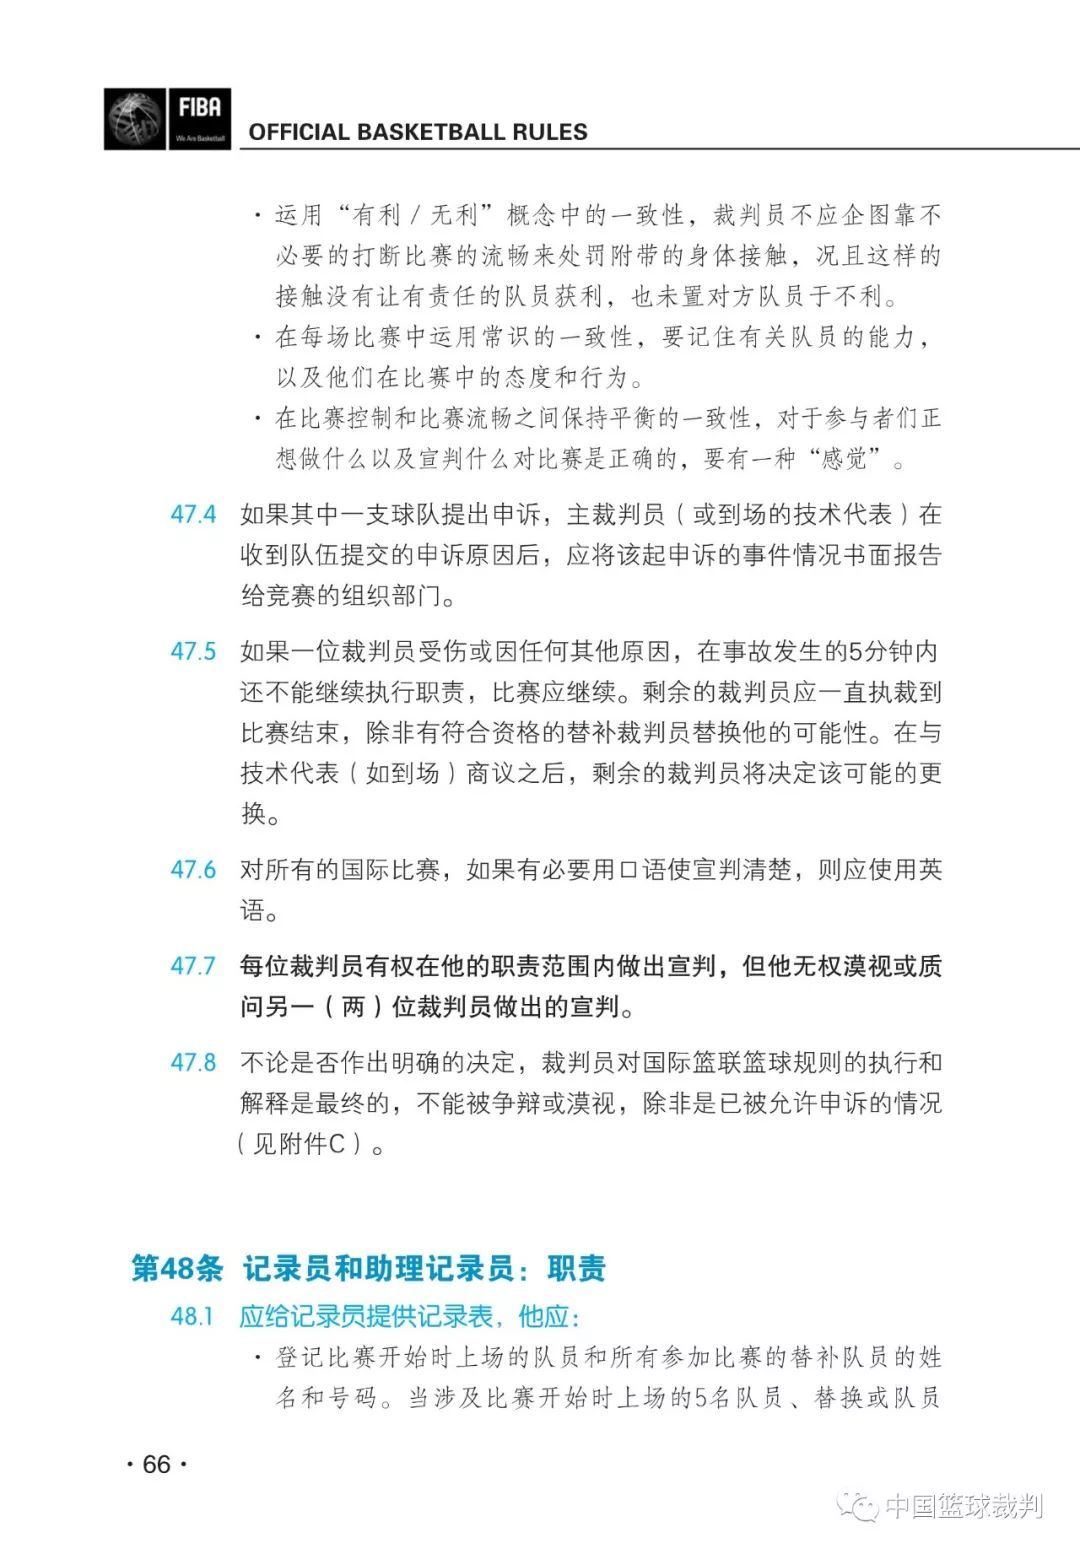 FIBA
We Are Basketball
OFFICIAL BASKETBALL RULES
· 运用“有利／无利”概念中的一致性，裁判员不应企图靠不
必要的打断比赛的流畅来处罚附带的身体接触，况且这样的
接触没有让有责任的队员获利，也未置对方队员于不利。
· 在每场比赛中运用常识的一致性，要记住有关队员的能力，
以及他们在比赛中的态度和行为。
· 在比赛控制和比赛流畅之间保持平衡的一致性，对于参与者们正
想做什么以及宣判什么对比赛是正确的，要有一种“感觉”。
47.4 如果其中一支球队提出申诉，主裁判员（或到场的技术代表）在
收到队伍提交的申诉原因后，应将该起申诉的事件情况书面报告
给竞赛的组织部门。
47.5 如果一位裁判员受伤或因任何其他原因，在事故发生的5分钟内
还不能继续执行职责，比赛应继续。剩余的裁判员应一直执裁到
比赛结束，除非有符合资格的替补裁判员替换他的可能性。在与
技术代表（如到场）商议之后，剩余的裁判员将决定该可能的更
换。
47.6 对所有的国际比赛，如果有必要用口语使宣判清楚，则应使用英
语。
47.7 每位裁判员有权在他的职责范围内做出宣判，但他无权漠视或质
问另一（两）位裁判员做出的宣判。
47.8 不论是否作出明确的决定，裁判员对国际篮联篮球规则的执行和
解释是最终的，不能被争辩或漠视，除非是已被允许申诉的情况
（见附件C）。
第48条 记录员和助理记录员：职责
48.1 应给记录员提供记录表，他应：
· 登记比赛开始时上场的队员和所有参加比赛的替补队员的姓
名和号码。当涉及比赛开始时上场的5名队员、替换或队员
· 66 ·
中国篮球裁判